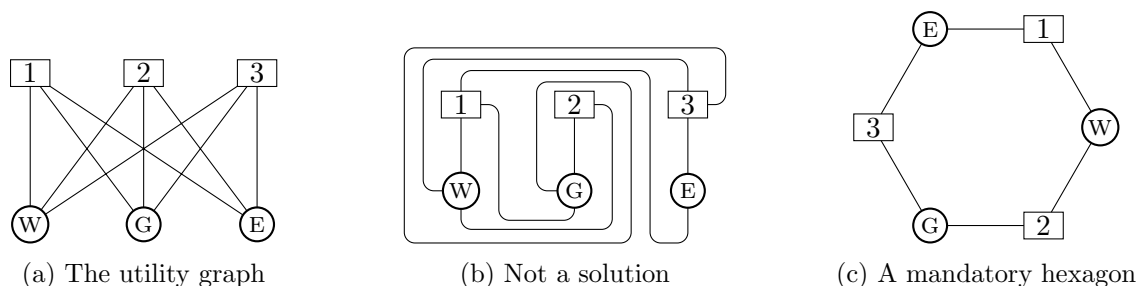 E 1
1 2 3 1 2 3
3 W
W G E W G E
G 2
(a) The utility graph (b) Not a solution (c) A mandatory hexagon